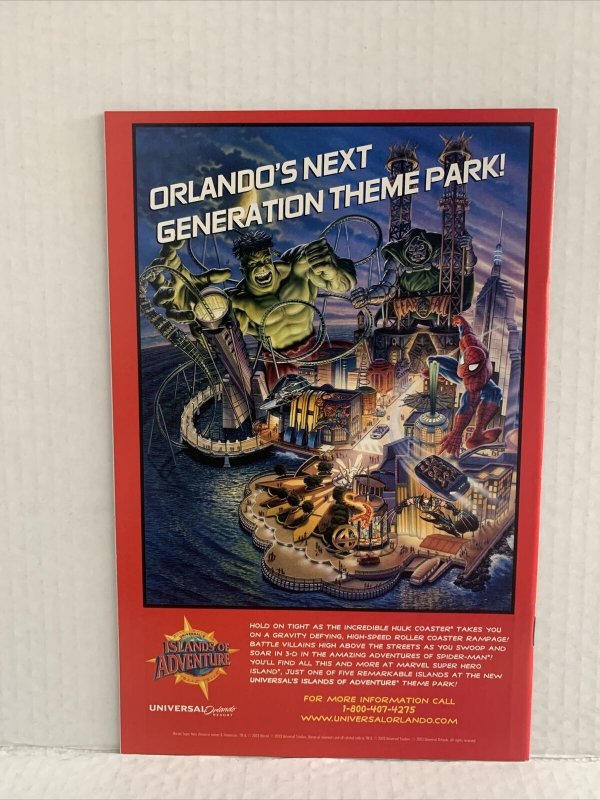 ORLANDO'S NEXT
GENERATION THEME PARK!
HOLD ON TIGHT AS THE INCREDIBLE HULK COASTER® TAKES YOU
ON A GRAVITY DEFYING, HIGH-SPEED ROLLER COASTER RAMPAGE!
BATTLE VILLAINS HIGH ABOVE THE STREETS AS YOU SWOOP AND
SOAR IN 3-D IN THE AMAZING ADVENTURES OF SPIDER-MAN®!
YOU'LL FIND ALL THIS AND MORE AT MARVEL SUPER HERO
ISLAND®, JUST ONE OF FIVE REMARKABLE ISLANDS AT THE NEW
UNIVERSAL'S ISLANDS OF ADVENTURE® THEME PARK!
UNIVERSAL'S
ISLANDS OF
ADVENTURE
UNIVERSAL Orlando
RESORT
FOR MORE INFORMATION CALL
1-800-407-4275
WWW.UNIVERSALORLANDO.COM